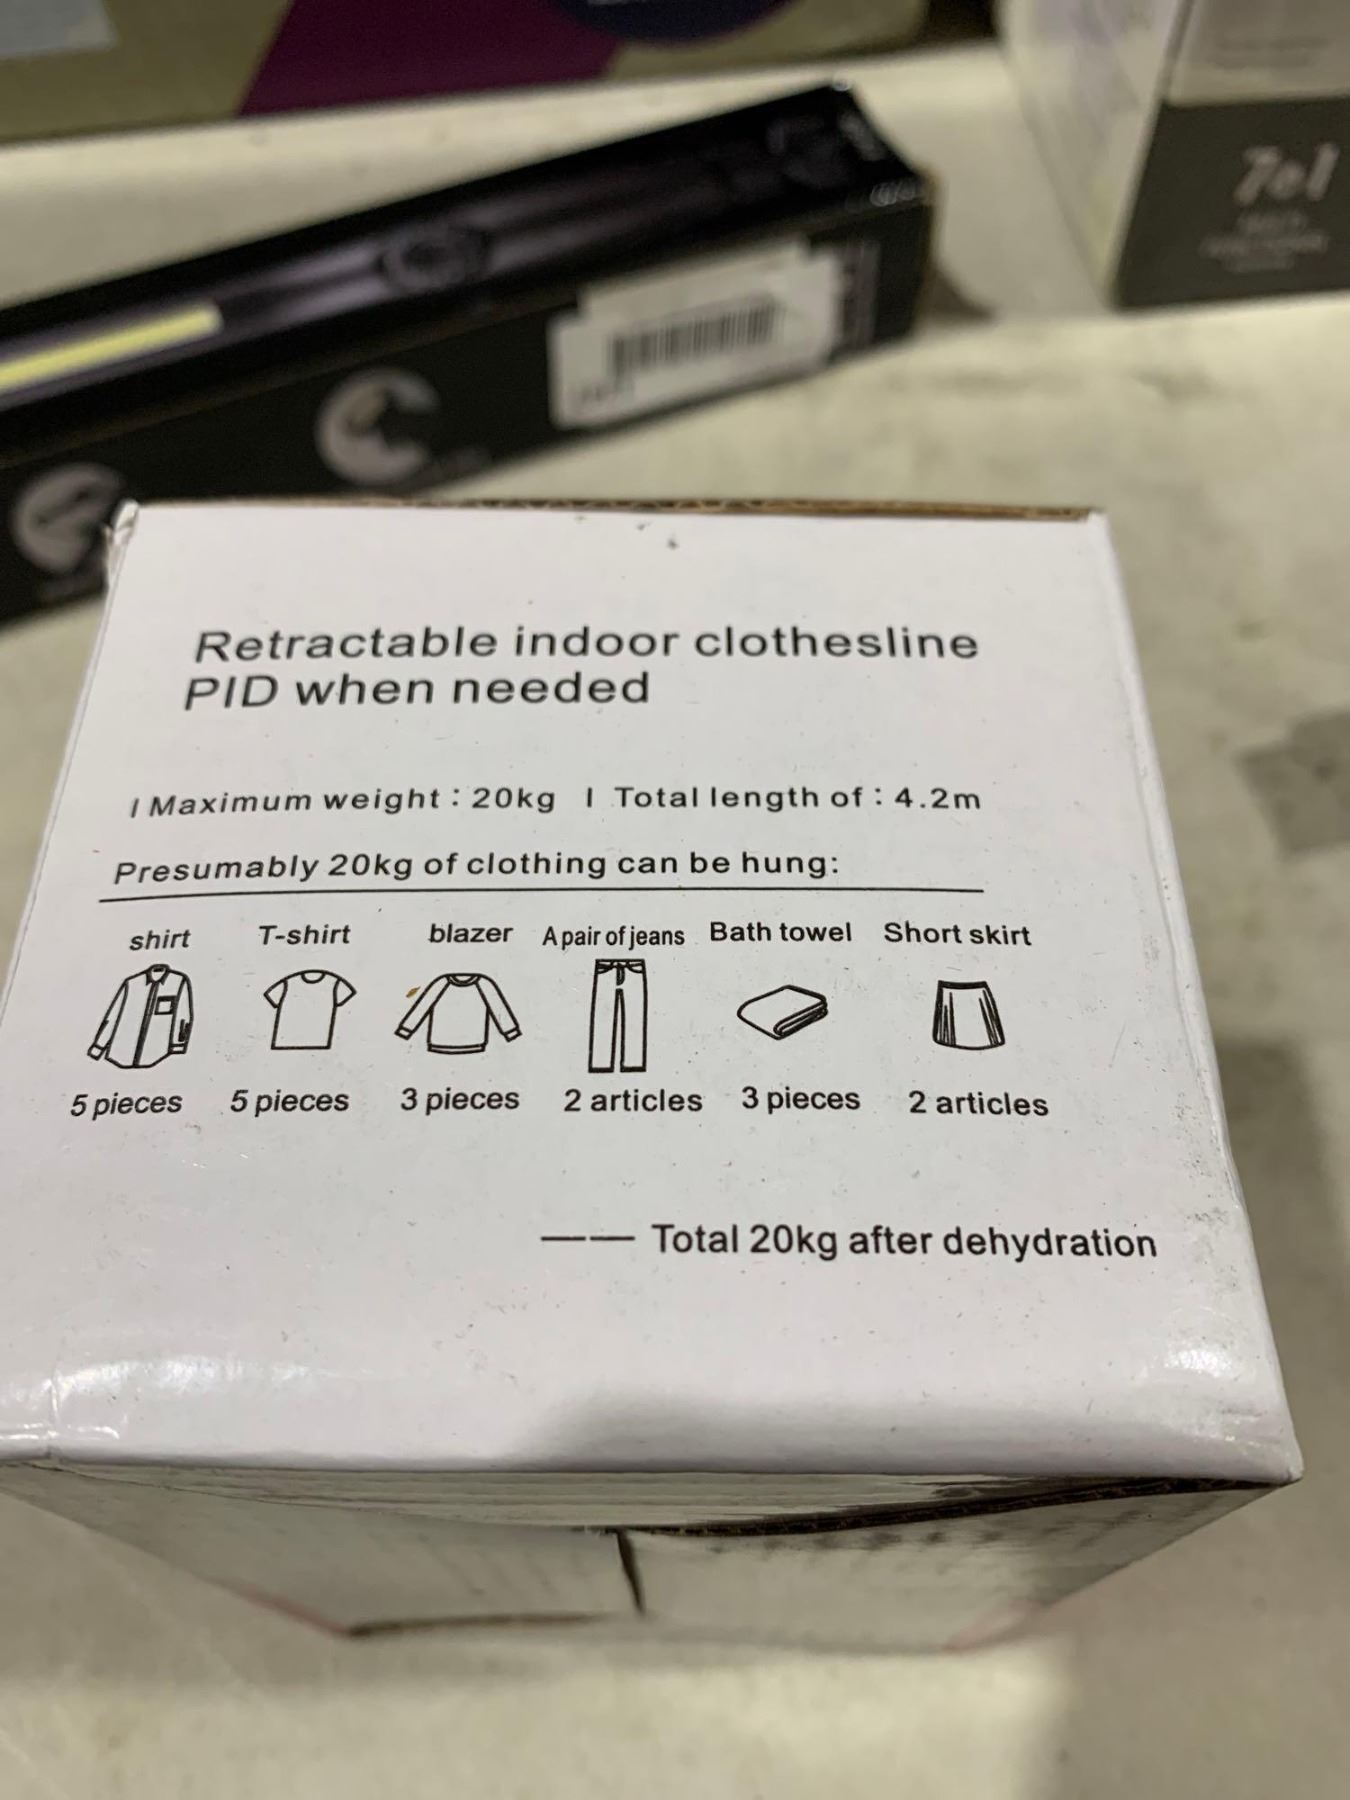 7in1
Retractable indoor clothesline
PID when needed
I Maximum weight : 20kg I Total length of : 4.2m
Presumably 20kg of clothing can be hung:
shirt T-shirt blazer A pair of jeans Bath towel Short skirt
5 pieces 5 pieces 3 pieces 2 articles 3 pieces 2 articles
—— Total 20kg after dehydration